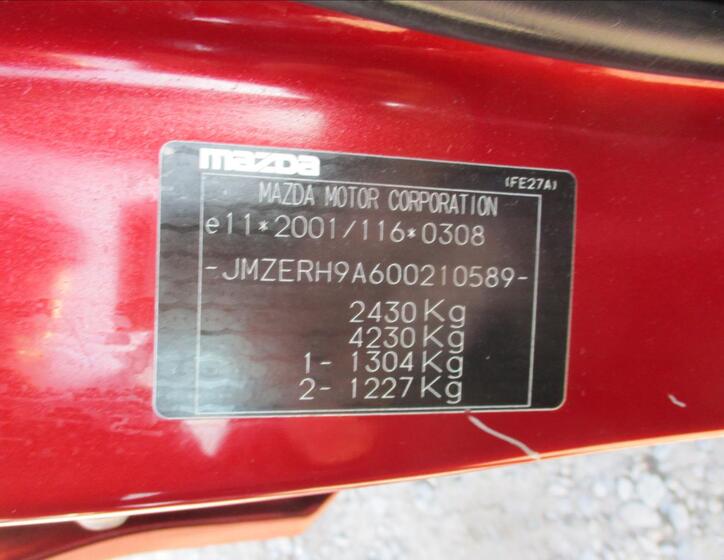 mazda
(FE27A)
MAZDA MOTOR CORPORATION
e11*2001/116*0308
-JMZERH9A600210589-
2430Kg
4230Kg
1- 1304Kg
2- 1227Kg